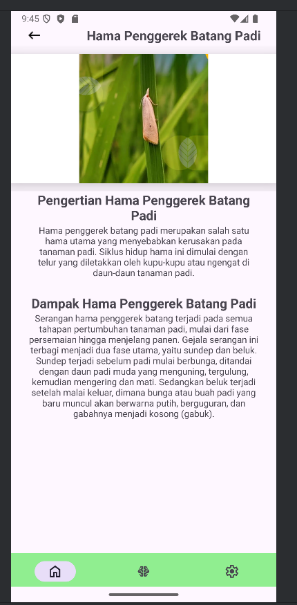 9:45
Hama Penggerek Batang Padi
Pengertian Hama Penggerek Batang
Padi
Hama penggerek batang padi merupakan salah satu
hama utama yang menyebabkan kerusakan pada
tanaman padi. Siklus hidup hama ini dimulai dengan
telur yang diletakkan oleh kupu-kupu atau ngengat di
daun-daun tanaman padi.
Dampak Hama Penggerek Batang Padi
Serangan hama penggerek batang terjadi pada semua
tahapan pertumbuhan tanaman padi, mulai dari fase
persemaian hingga menjelang panen. Gejala serangan ini
terbagi menjadi dua fase utama, yaitu sundep dan beluk.
Sundep terjadi sebelum padi mulai berbunga, ditandai
dengan daun padi muda yang menguning, tergulung,
kemudian mengering dan mati. Sedangkan beluk terjadi
setelah malai keluar, dimana bunga atau buah padi yang
baru muncul akan berwarna putih, berguguran, dan
gabahnya menjadi kosong (gabuk).